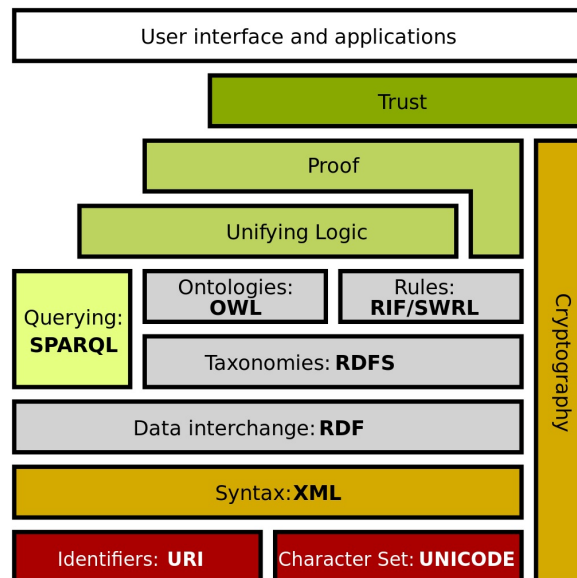 User interface and applications
Trust
Proof
Unifying Logic
Querying:
SPARQL
Ontologies:
OWL
Rules:
RIF/SWRL
Taxonomies: RDFS
Data interchange: RDF
Syntax:XML
Identifiers: URI
Character Set: UNICODE
Cryptography